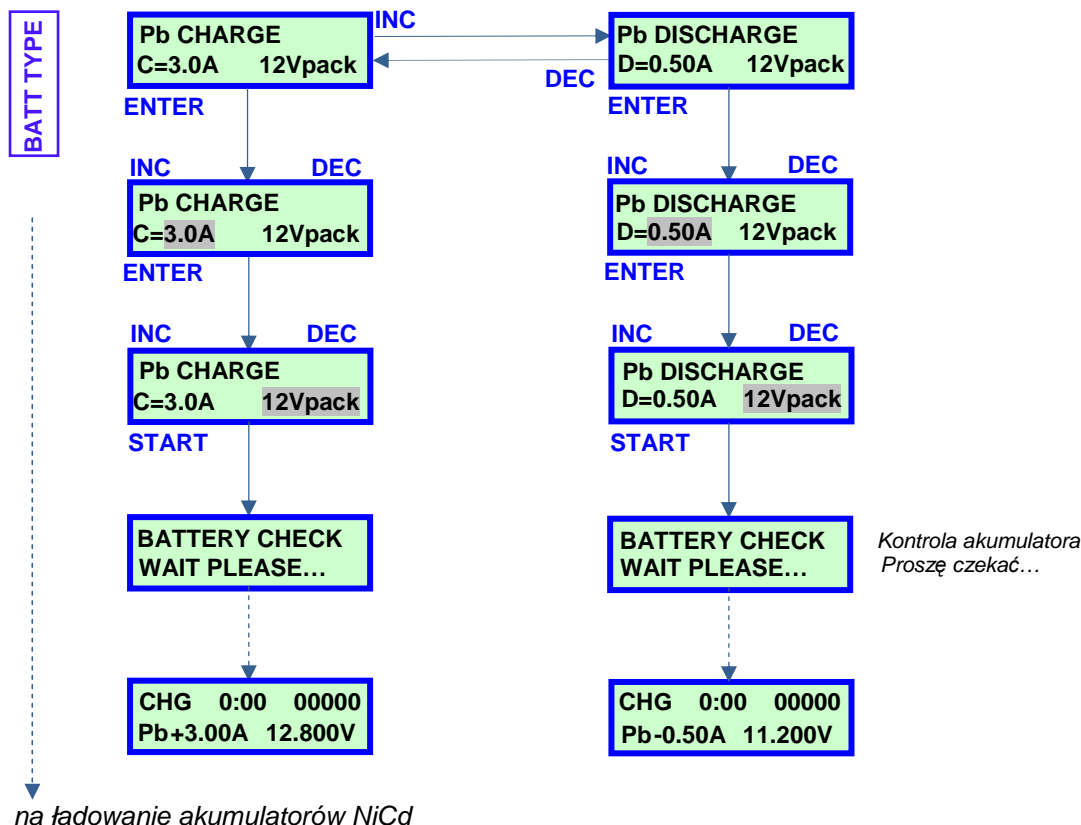 BATT TYPE
Pb CHARGE
C=3.0A 12Vpack
INC
DEC
Pb DISCHARGE
D=0.50A 12Vpack
ENTER
ENTER
INC DEC
INC DEC
Pb CHARGE
C=3.0A 12Vpack
Pb DISCHARGE
D=0.50A 12Vpack
ENTER
ENTER
INC DEC
INC DEC
Pb CHARGE
C=3.0A 12Vpack
Pb DISCHARGE
D=0.50A 12Vpack
START
START
BATTERY CHECK
WAIT PLEASE…
BATTERY CHECK
WAIT PLEASE…
Kontrola akumulatora
Proszę czekać…
CHG 0:00 00000
Pb+3.00A 12.800V
CHG 0:00 00000
Pb-0.50A 11.200V
na ładowanie akumulatorów NiCd